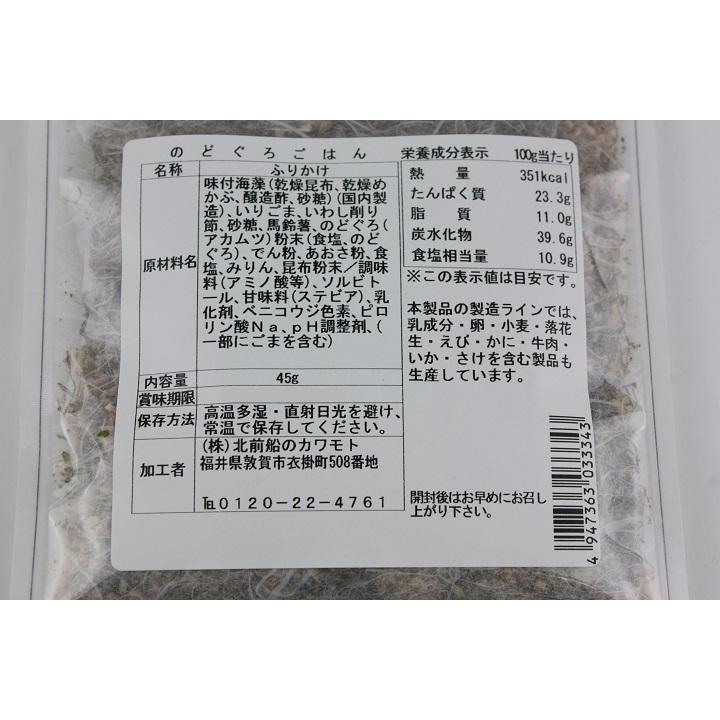 のどぐろごはん
名称 ふりかけ
原材料名
味付海藻(乾燥昆布、乾燥め
かぶ、醸造酢、砂糖)(国内製
造)、いりごま、いわし削り
節、砂糖、馬鈴薯、のどぐろ(
アカムツ)粉末(食塩、のど
ぐろ)、でん粉、あおさ粉、食
塩、みりん、昆布粉末/調味
料(アミノ酸等)、ソルビト
ール、甘味料(ステビア)、乳
化剤、ベニコウジ色素、ピロ
リン酸Na、pH調整剤、(
一部にごまを含む)
内容量 45g
賞味期限
保存方法
高温多湿・直射日光を避け、
常温で保存してください。
加工者
(株)北前船のカワモト
福井県敦賀市衣掛町508番地
℡0120-22-4761
栄養成分表示 100g当たり
熱量 351kcal
たんぱく質 23.3g
脂質 11.0g
炭水化物 39.6g
食塩相当量 10.9g
※この表示値は目安です。
本製品の製造ラインでは、
乳成分・卵・小麦・落花
生・えび・かに・牛肉・
いか・さけを含む製品も
生産しています。
開封後はお早めにお召し
上がり下さい。
4947363033343